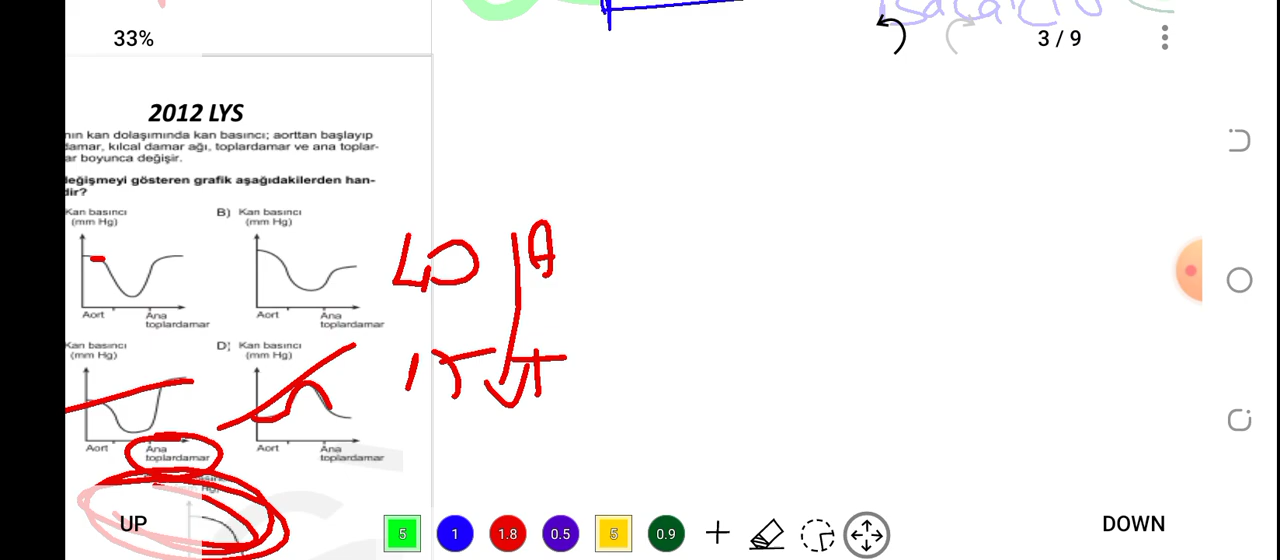 33%
3 / 9
2012 LYS
nın kan dolaşımında kan basıncı; aorttan başlayıp
damar, kılcal damar ağı, toplardamar ve ana toplar-
ar boyunca değişir.
değişmeyi gösteren grafik aşağıdakilerden han-
dir?
Kan basıncı
(mm Hg)
Aort
Ana
toplardamar
B) Kan basıncı
(mm Hg)
Aort
Ana
toplardamar
Kan basıncı
(mm Hg)
Aort
Ana
toplardamar
D) Kan basıncı
(mm Hg)
Aort
Ana
toplardamar
40
A
15
T
UP
5
1
1.8
0.5
5
0.9
DOWN